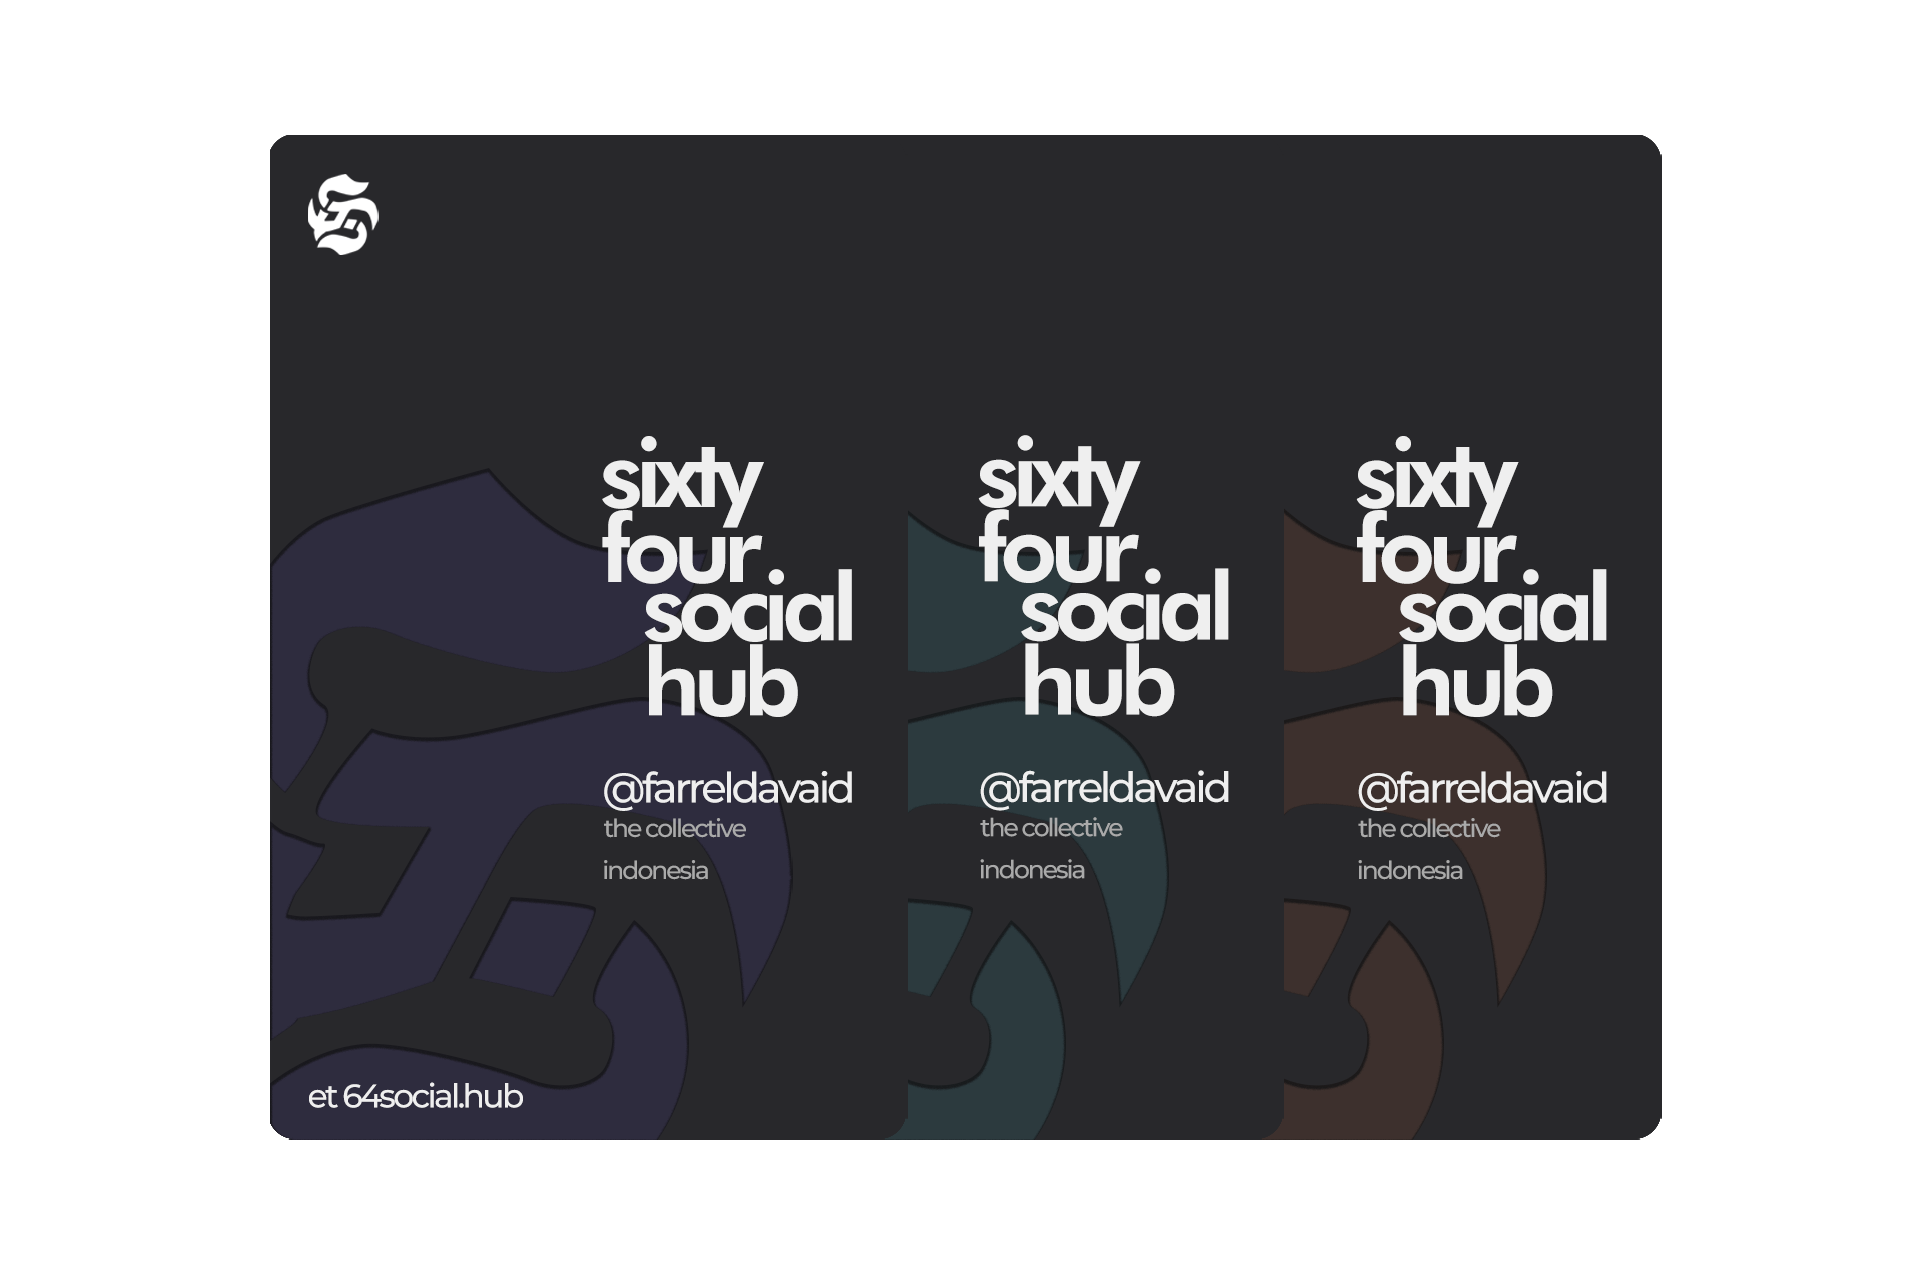 sixty
four
social
hub
@farreldavaid
the collective
indonesia
sixty
four
social
hub
@farreldavaid
the collective
indonesia
sixty
four
social
hub
@farreldavaid
the collective
indonesia
et 64social.hub